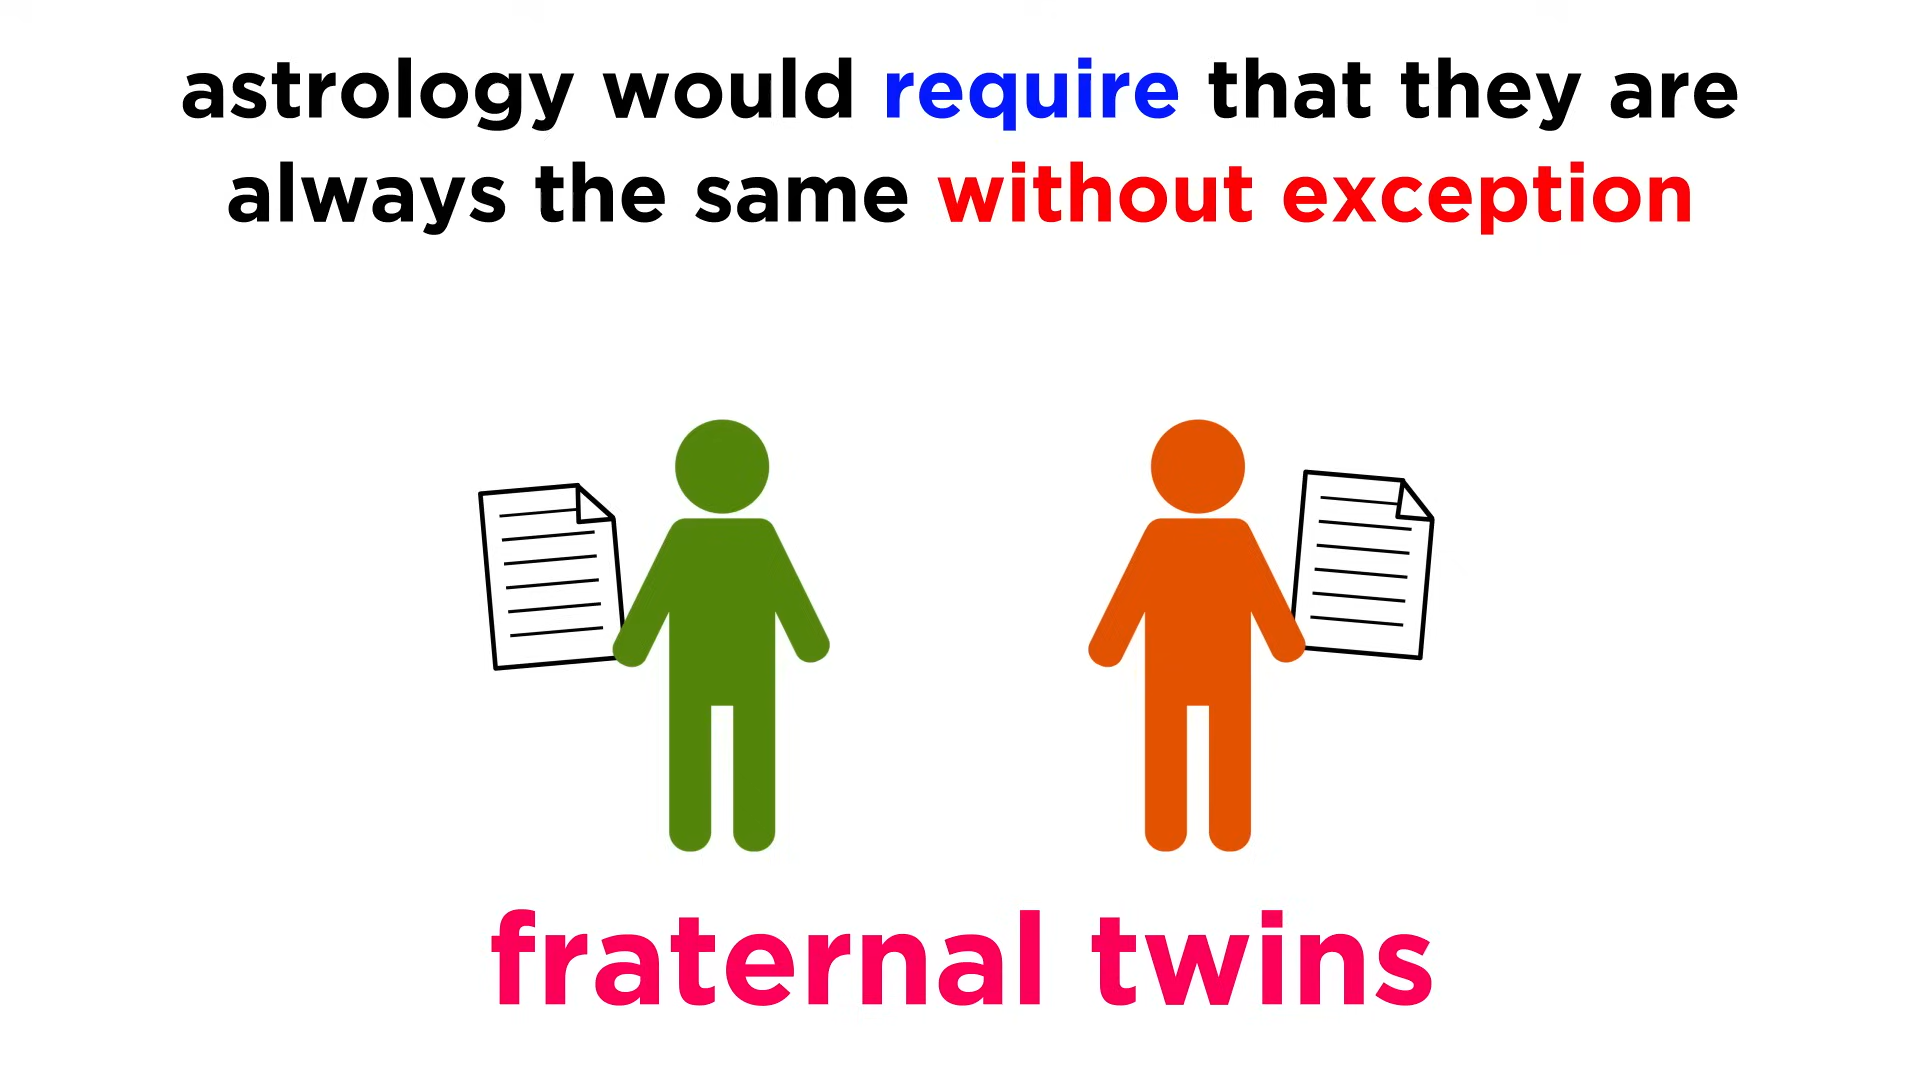 astrology would require that they are
always the same without exception
fraternal twins